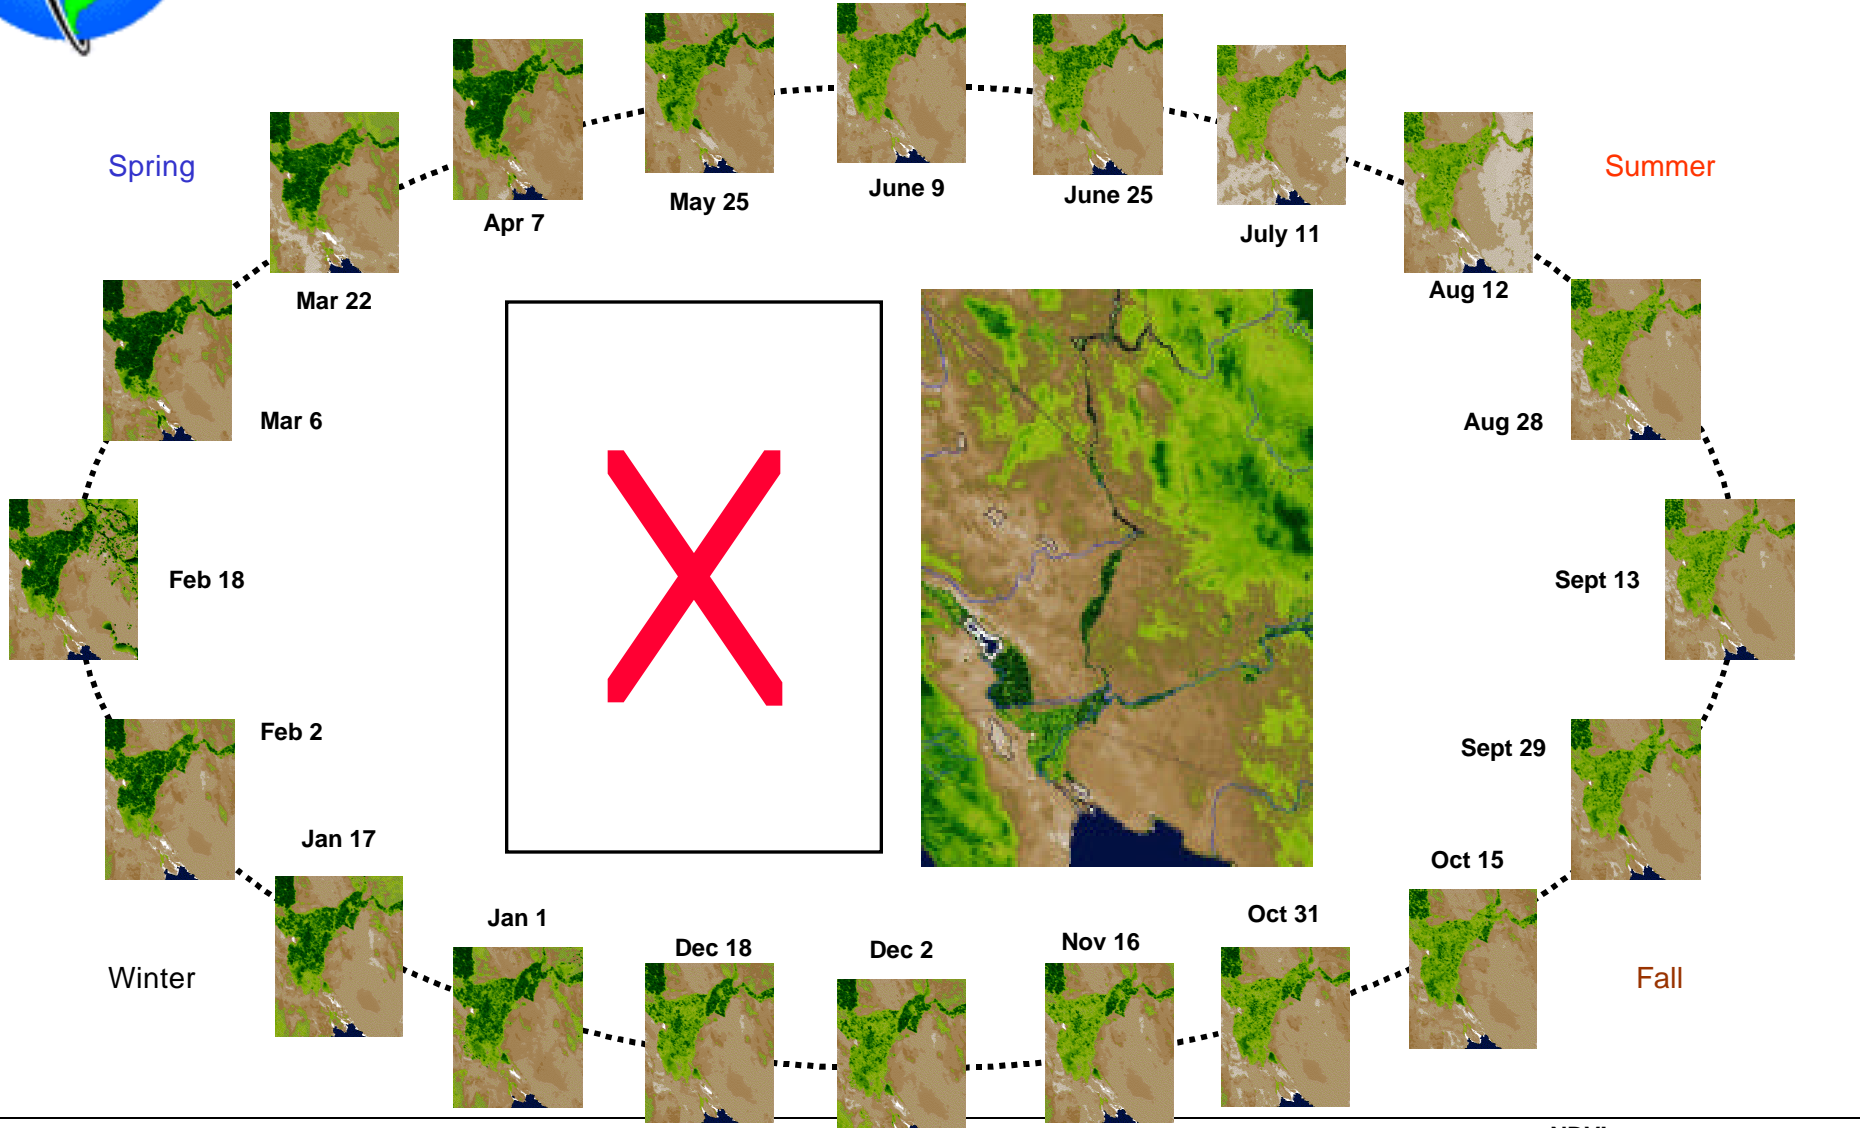 Spring
Summer
Apr 7
May 25
June 9
June 25
July 11
Mar 22
Aug 12
Mar 6
Aug 28
Feb 18
Sept 13
Feb 2
Sept 29
Jan 17
Oct 15
Jan 1
Dec 18
Dec 2
Nov 16
Oct 31
Winter
Fall